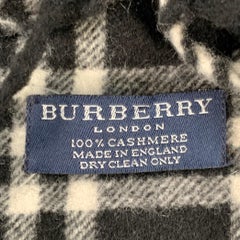 BURBERRY
LONDON
100% CASHMERE
MADE IN ENGLAND
DRY CLEAN ONLY